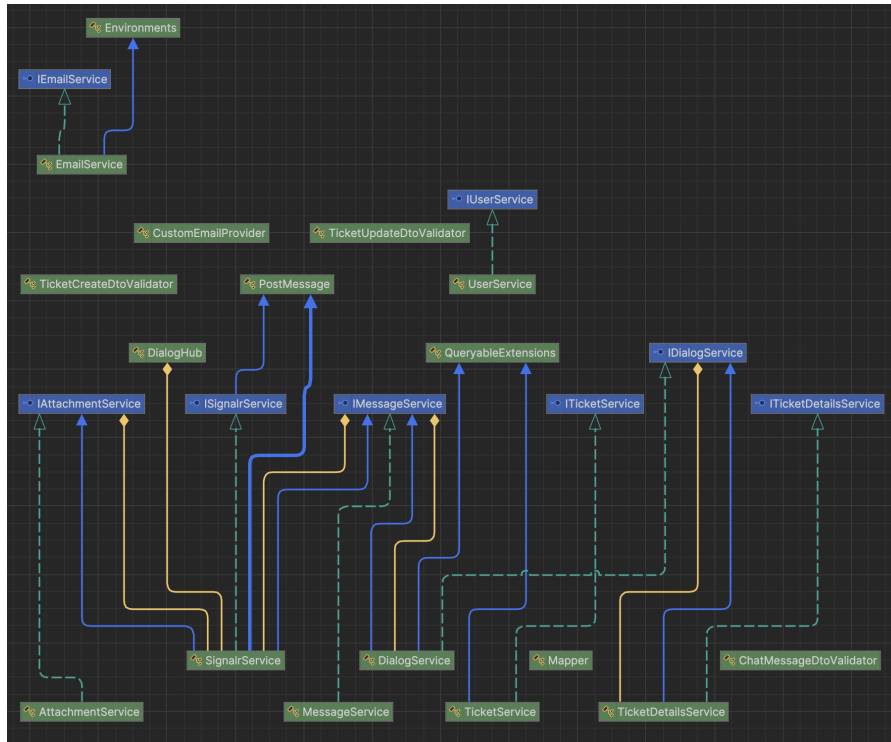 Environments
IEmailService
EmailService
IUserService
CustomEmailProvider
TicketUpdateDtoValidator
TicketCreateDtoValidator
PostMessage
UserService
DialogHub
QueryableExtensions
IDialogService
IAttachmentService
ISignalrService
IMessageService
ITicketService
ITicketDetailsService
SignalrService
DialogService
Mapper
ChatMessageDtoValidator
AttachmentService
MessageService
TicketService
TicketDetailsService